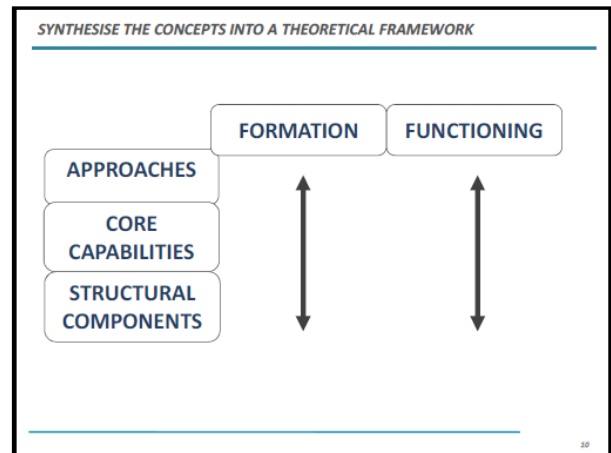 SYNTHESISE THE CONCEPTS INTO A THEORETICAL FRAMEWORK
FORMATION
FUNCTIONING
APPROACHES
CORE
CAPABILITIES
STRUCTURAL
COMPONENTS
10